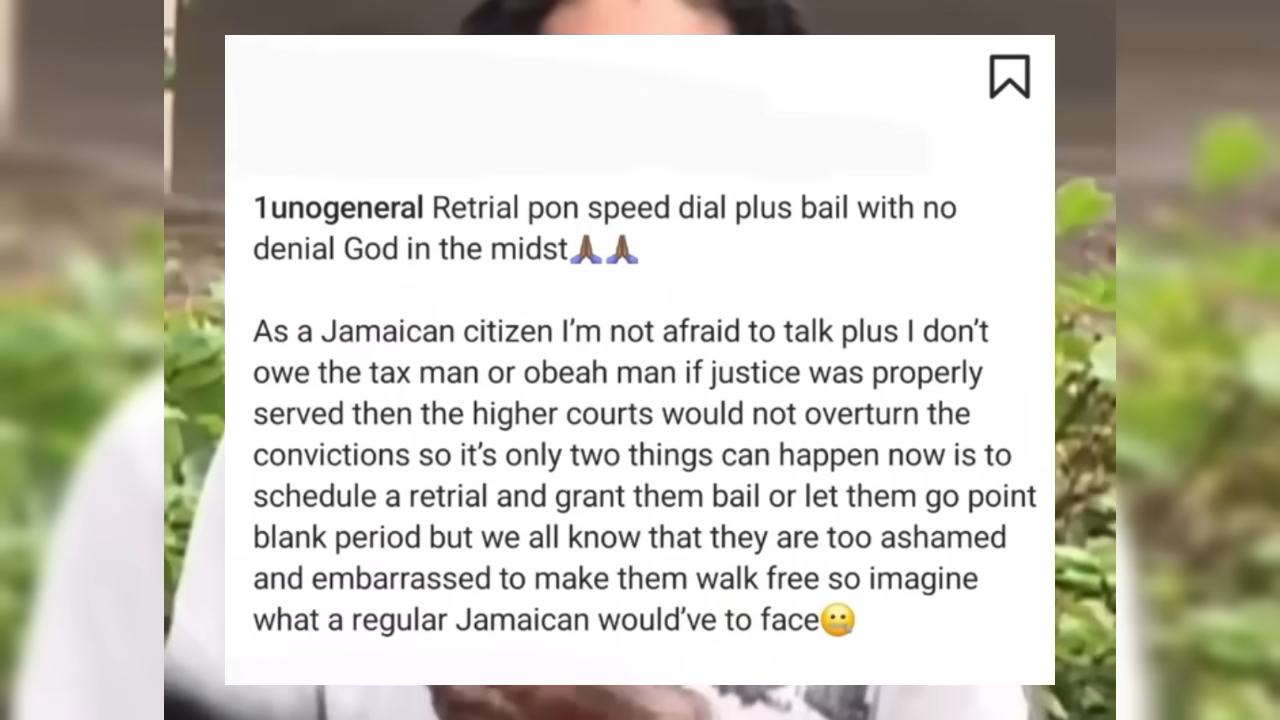 1unogeneral Retrial pon speed dial plus bail with no
denial God in the midst🙏🏾🙏🏾
As a Jamaican citizen I’m not afraid to talk plus I don’t
owe the tax man or obeah man if justice was properly
served then the higher courts would not overturn the
convictions so it’s only two things can happen now is to
schedule a retrial and grant them bail or let them go point
blank period but we all know that they are too ashamed
and embarrassed to make them walk free so imagine
what a regular Jamaican would’ve to face🤐